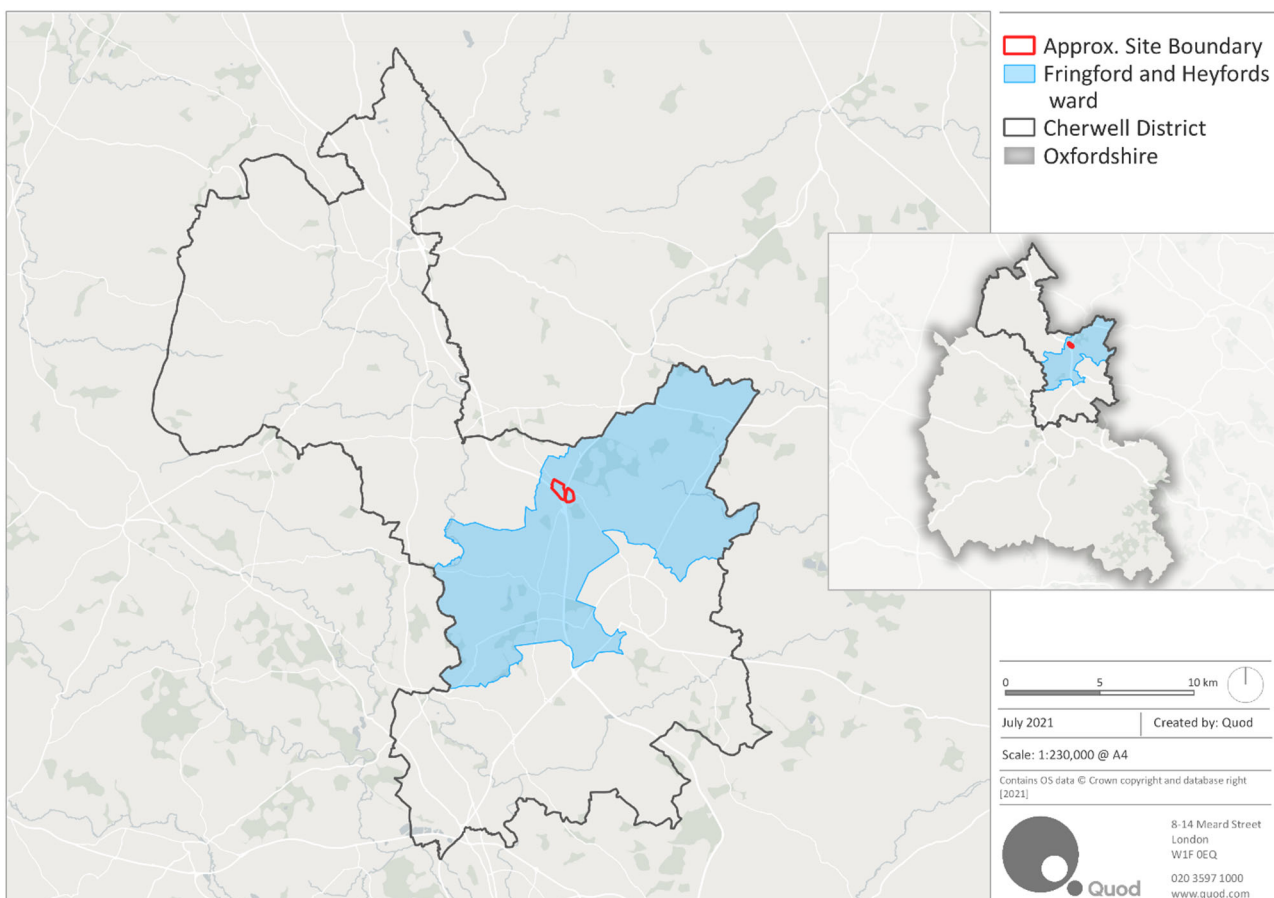 Approx. Site Boundary
Fringford and Heyfords
ward
Cherwell District
Oxfordshire
0 5 10 km
July 2021 Created by: Quod
Scale: 1:230,000 @ A4
Contains OS data © Crown copyright and database right
[2021]
8-14 Meard Street
London
W1F 0EQ
020 3597 1000
www.quod.com
Quod